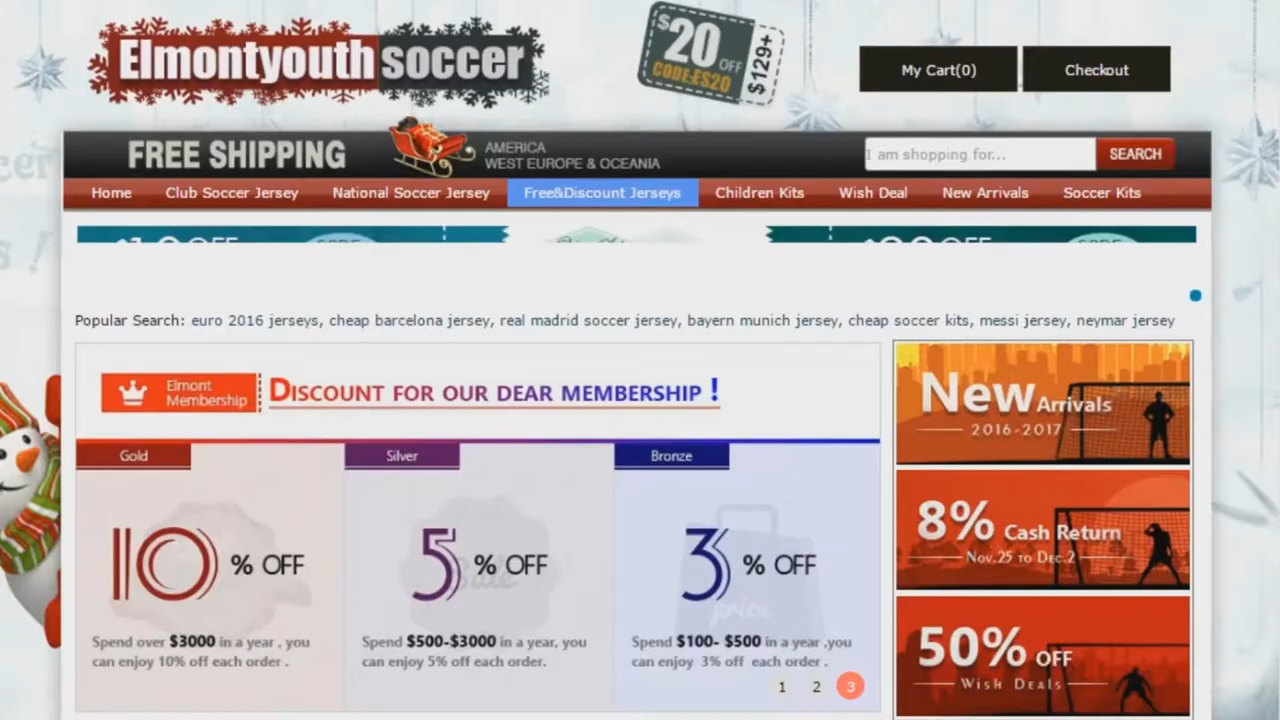 Elmontyouth soccer
$20 OFF
CODE:ES20
$129+
My Cart(0)
Checkout
FREE SHIPPING
AMERICA
WEST EUROPE & OCEANIA
I am shopping for...
SEARCH
Home
Club Soccer Jersey
National Soccer Jersey
Free&Discount Jerseys
Children Kits
Wish Deal
New Arrivals
Soccer Kits
Popular Search: euro 2016 jerseys, cheap barcelona jersey, real madrid soccer jersey, bayern munich jersey, cheap soccer kits, messi jersey, neymar jersey
Elmont
Membership
DISCOUNT FOR OUR DEAR MEMBERSHIP !
Gold
10 % OFF
Spend over $3000 in a year , you
can enjoy 10% off each order .
Silver
Sale
5 % OFF
Spend $500-$3000 in a year, you
can enjoy 5% off each order.
Bronze
3 % OFF
price
Spend $100- $500 in a year ,you
can enjoy 3% off each order .
1 2 3
New Arrivals
2016-2017
8% Cash Return
Nov.25 to Dec.2
50% OFF
Wish Deals